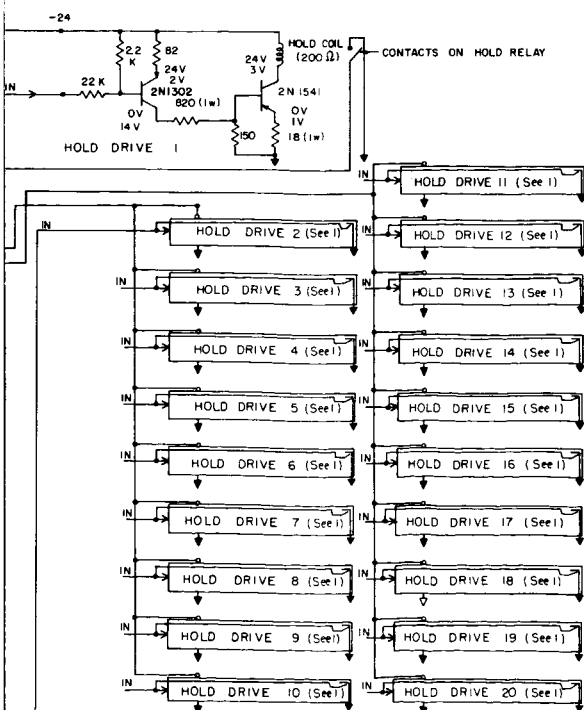 -24
2.2
K
82
HOLD COIL
(200 Ω)
CONTACTS ON HOLD RELAY
24V
3V
24V
2V
IN
22 K
2N1302
2N 1541
820 (1w)
0V
14V
0V
1V
150
18 (1w)
HOLD DRIVE 1
IN HOLD DRIVE 11 (See 1)
IN
IN HOLD DRIVE 2 (See 1)
IN HOLD DRIVE 12 (See 1)
IN HOLD DRIVE 3 (See 1)
IN HOLD DRIVE 13 (See 1)
IN HOLD DRIVE 4 (See 1)
IN HOLD DRIVE 14 (See 1)
IN HOLD DRIVE 5 (See 1)
IN HOLD DRIVE 15 (See 1)
IN HOLD DRIVE 6 (See 1)
IN HOLD DRIVE 16 (See 1)
IN HOLD DRIVE 7 (See 1)
IN HOLD DRIVE 17 (See 1)
IN HOLD DRIVE 8 (See 1)
IN HOLD DRIVE 18 (See 1)
IN HOLD DRIVE 9 (See 1)
IN HOLD DRIVE 19 (See 1)
IN HOLD DRIVE 10 (See 1)
IN HOLD DRIVE 20 (See 1)